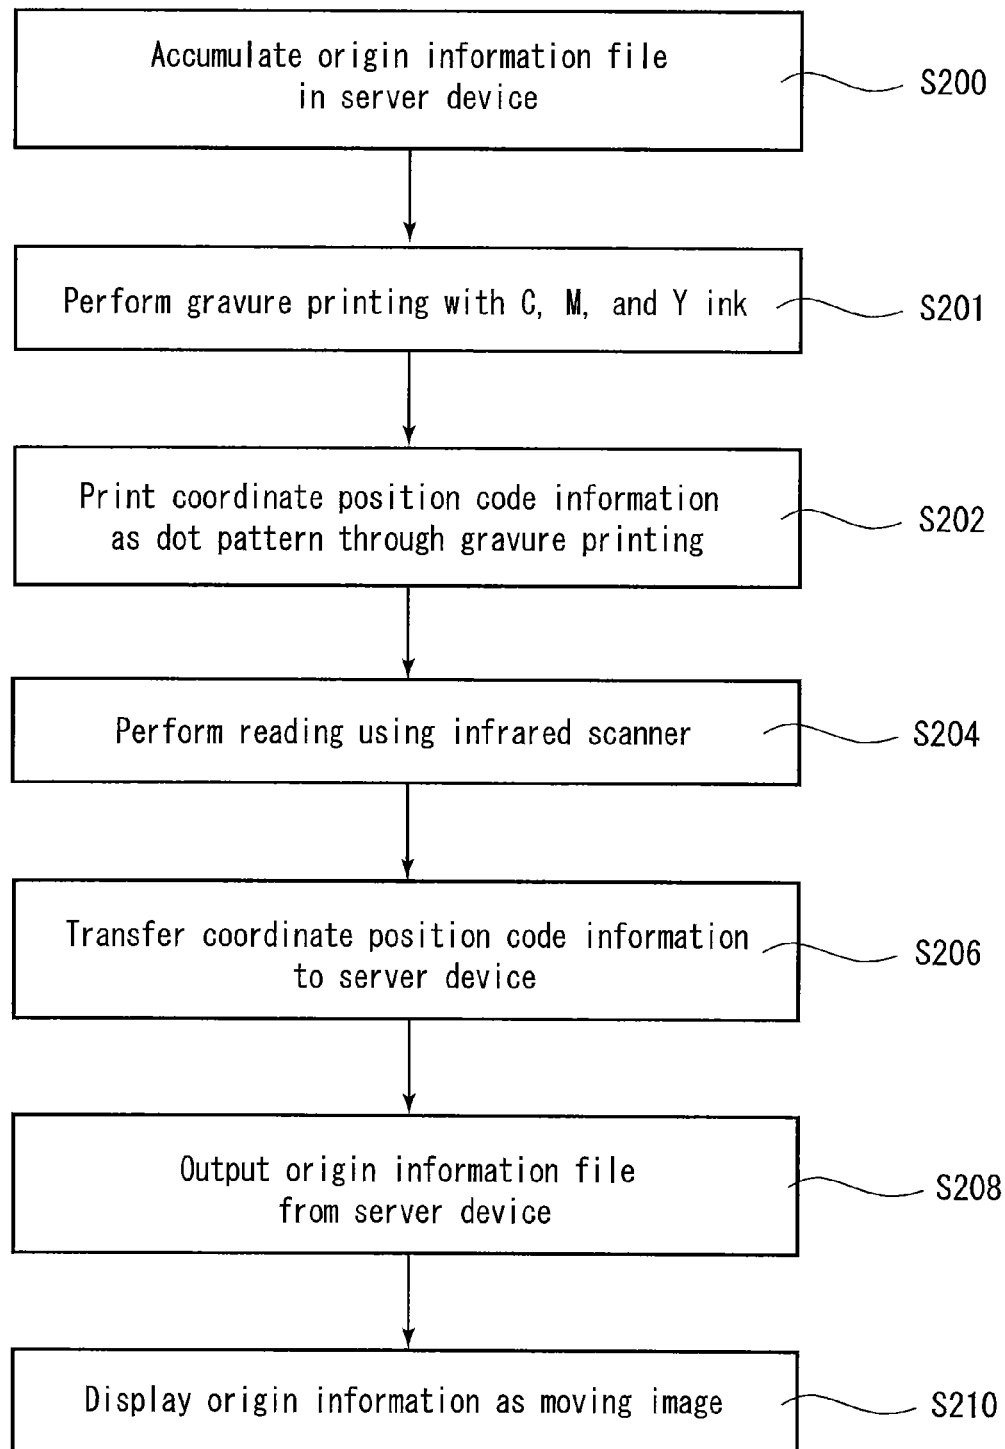 Accumulate origin information file
in server device
S200
Perform gravure printing with C, M, and Y ink
S201
Print coordinate position code information
as dot pattern through gravure printing
S202
Perform reading using infrared scanner
S204
Transfer coordinate position code information
to server device
S206
Output origin information file
from server device
S208
Display origin information as moving image
S210